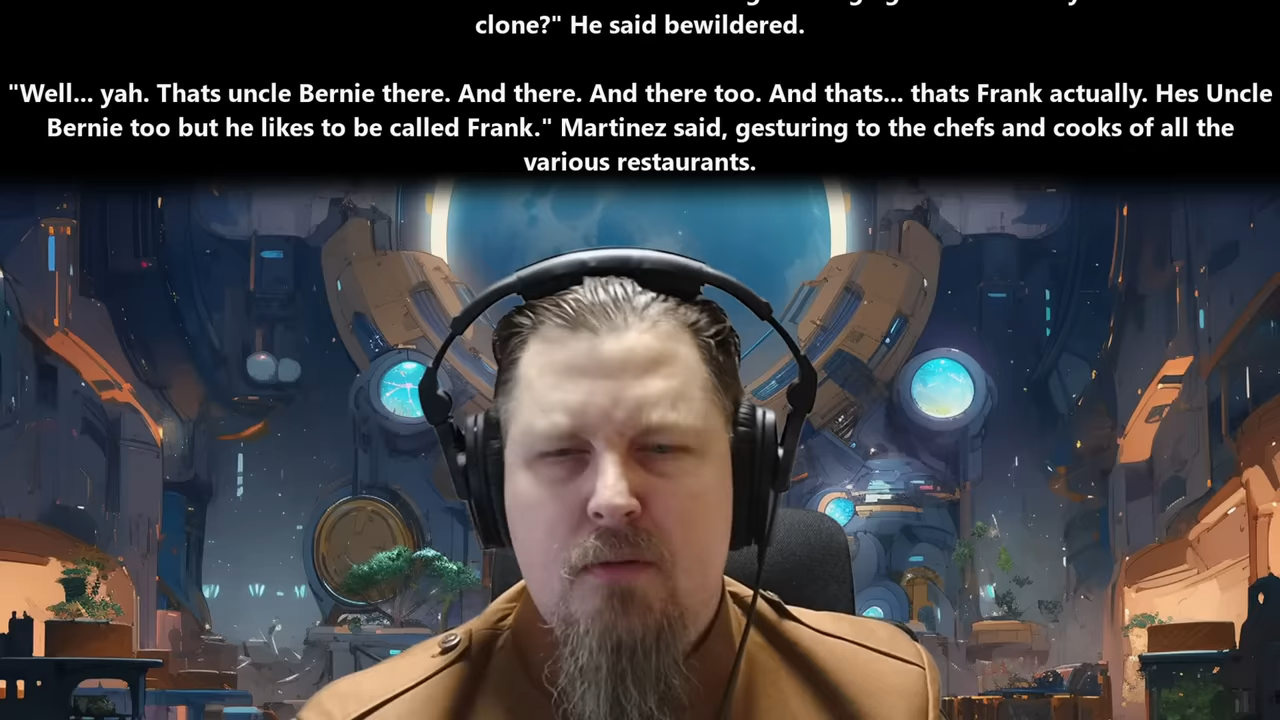 clone?" He said bewildered.
"Well... yah. Thats uncle Bernie there. And there. And there too. And thats... thats Frank actually. Hes Uncle
Bernie too but he likes to be called Frank." Martinez said, gesturing to the chefs and cooks of all the
various restaurants.